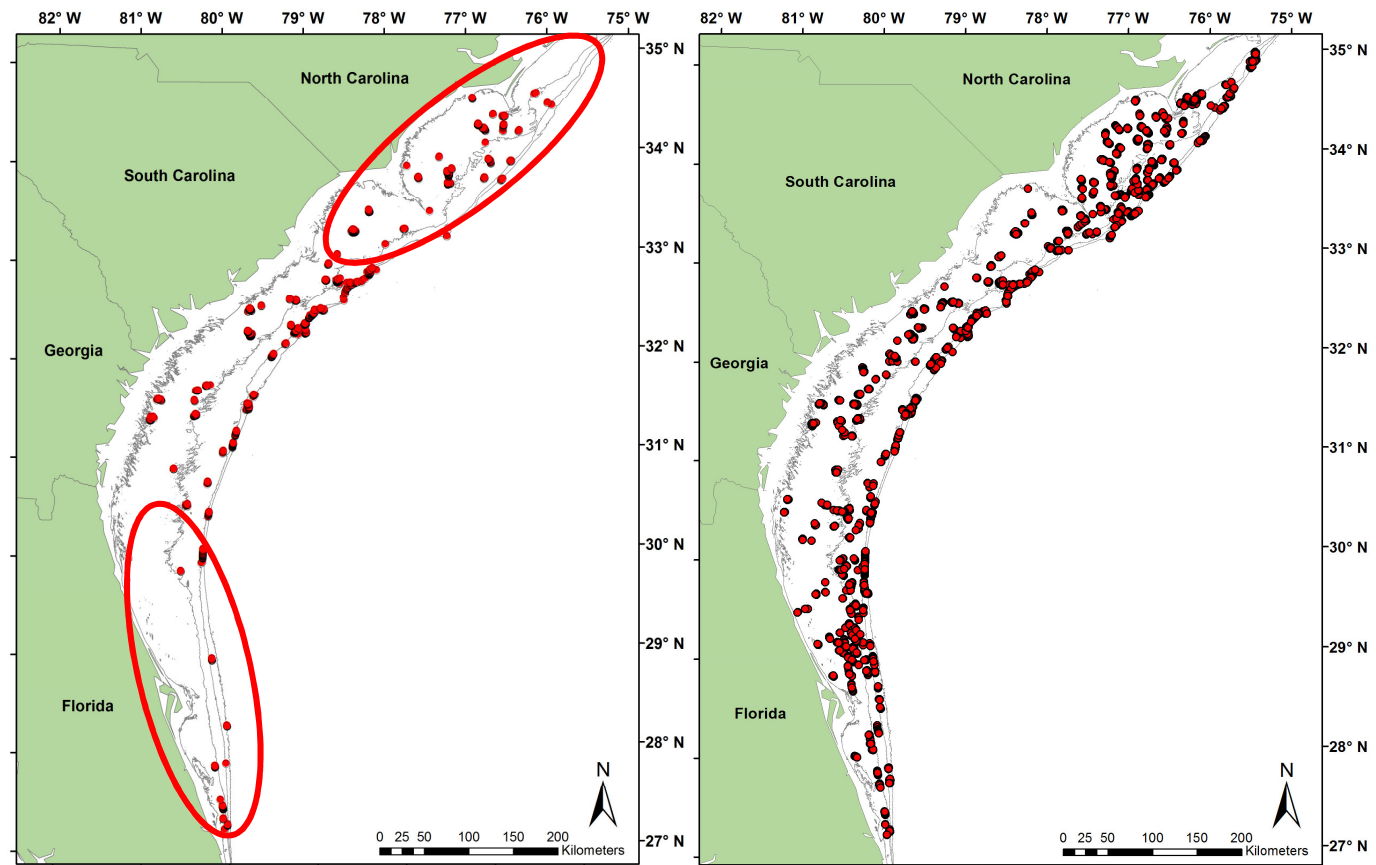 82° W 81° W 80° W 79° W 78° W 77° W 76° W 75° W
35° N
North Carolina
34° N
South Carolina
33° N
32° N
Georgia
31° N
30° N
29° N
Florida
28° N
N
27° N
0 25 50 100 150 200
Kilometers
82° W 81° W 80° W 79° W 78° W 77° W 76° W 75° W
35° N
North Carolina
34° N
South Carolina
33° N
32° N
Georgia
31° N
30° N
29° N
Florida
28° N
N
27° N
0 25 50 100 150 200
Kilometers